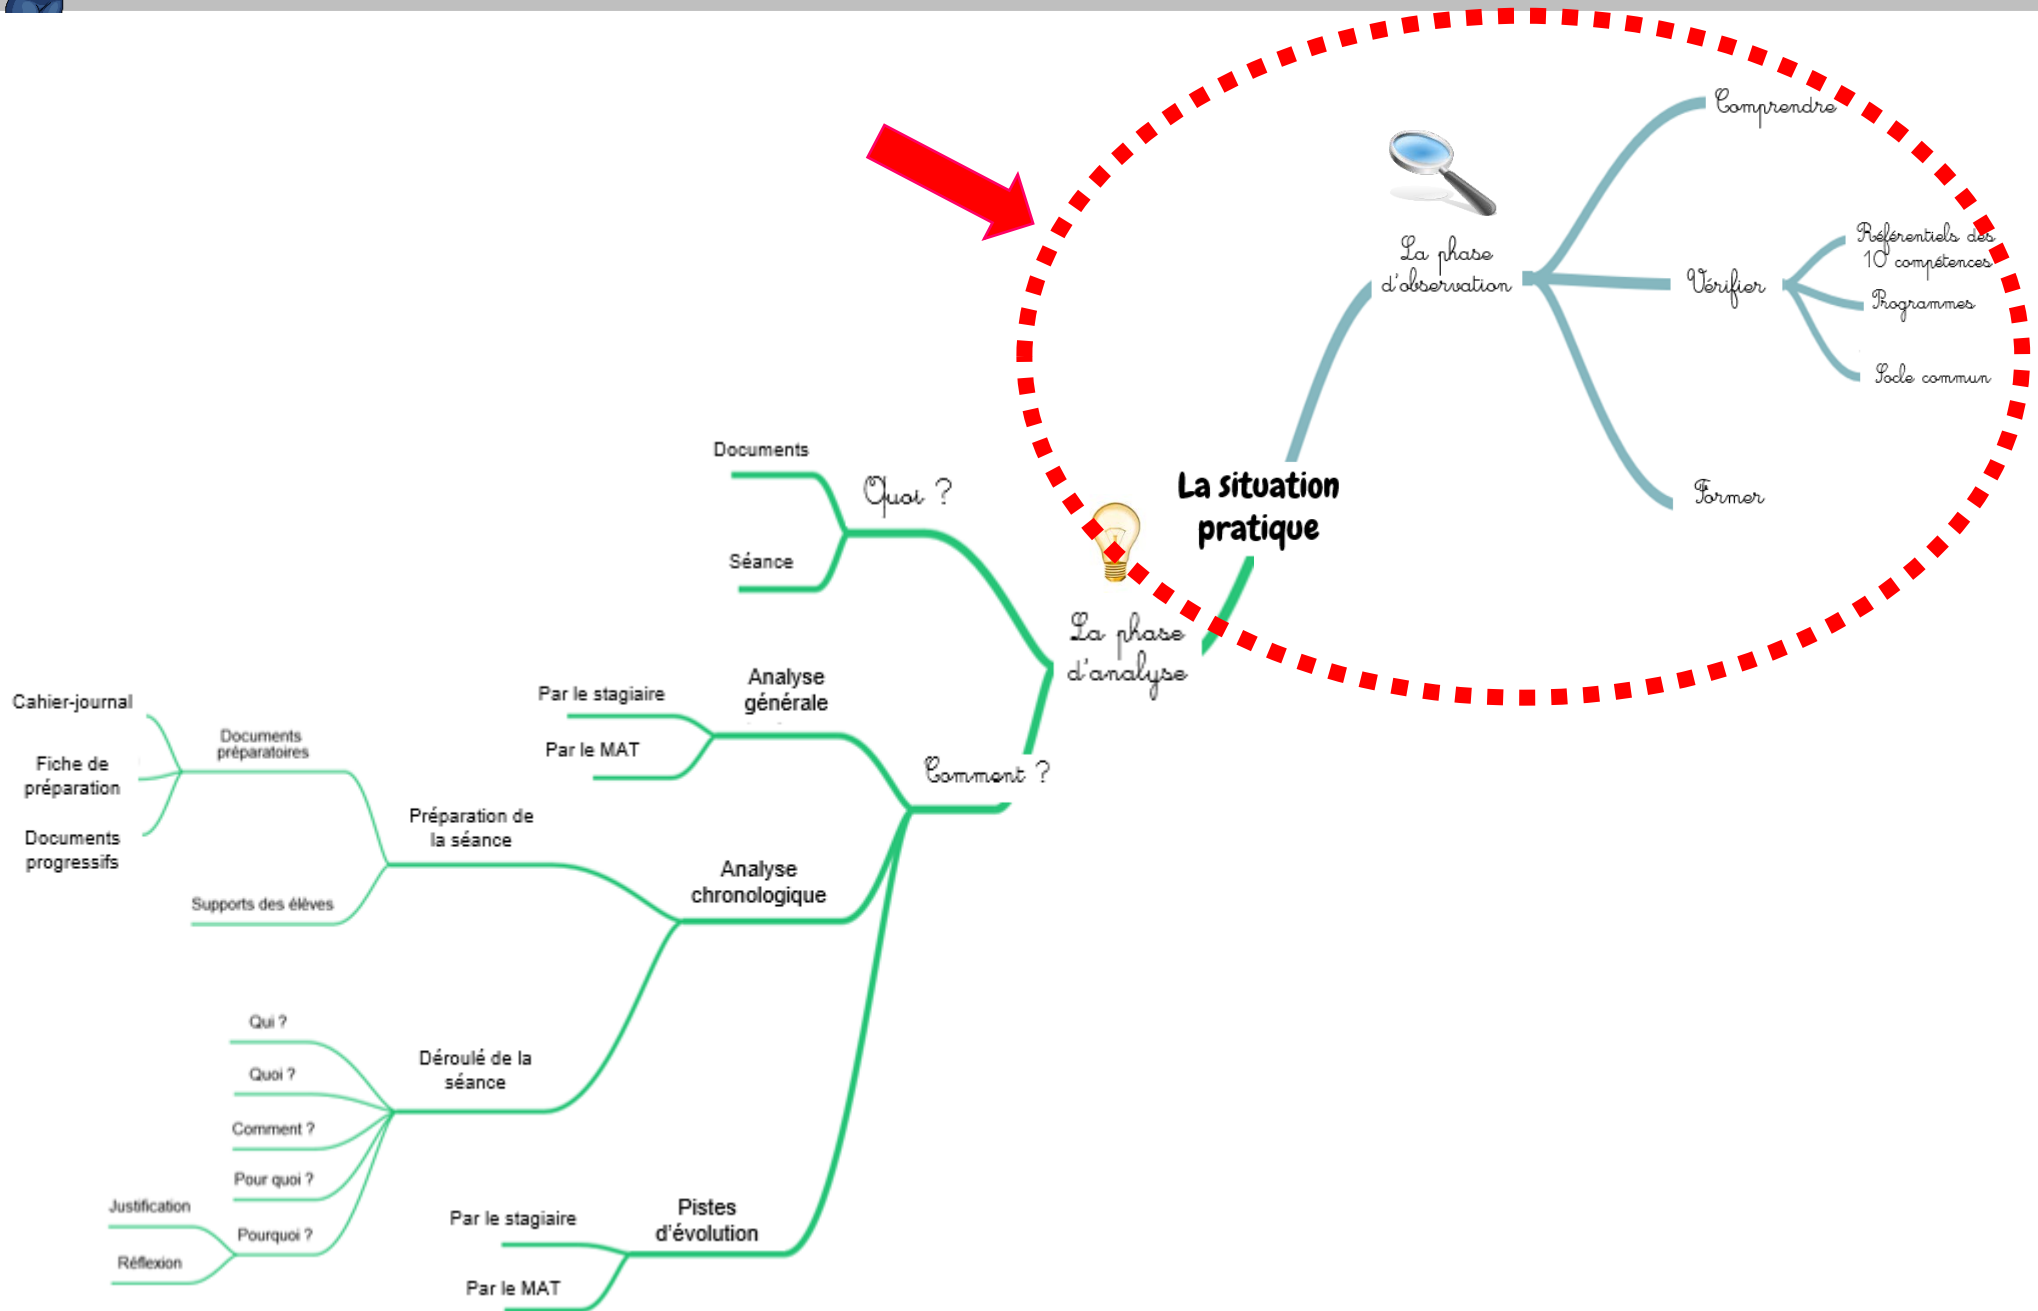 Comprendre
La phase
d'observation
Vérifier
Référentiels des
10 compétences
Programmes
Socle commun
Former
La situation
pratique
La phase
d'analyse
Quoi ?
Documents
Séance
Comment ?
Analyse
générale
Par le stagiaire
Par le MAT
Analyse
chronologique
Préparation de
la séance
Documents
préparatoires
Cahier-journal
Fiche de
préparation
Documents
progressifs
Supports des élèves
Déroulé de la
séance
Qui ?
Quoi ?
Comment ?
Pour quoi ?
Pourquoi ?
Justification
Réflexion
Pistes
d'évolution
Par le stagiaire
Par le MAT